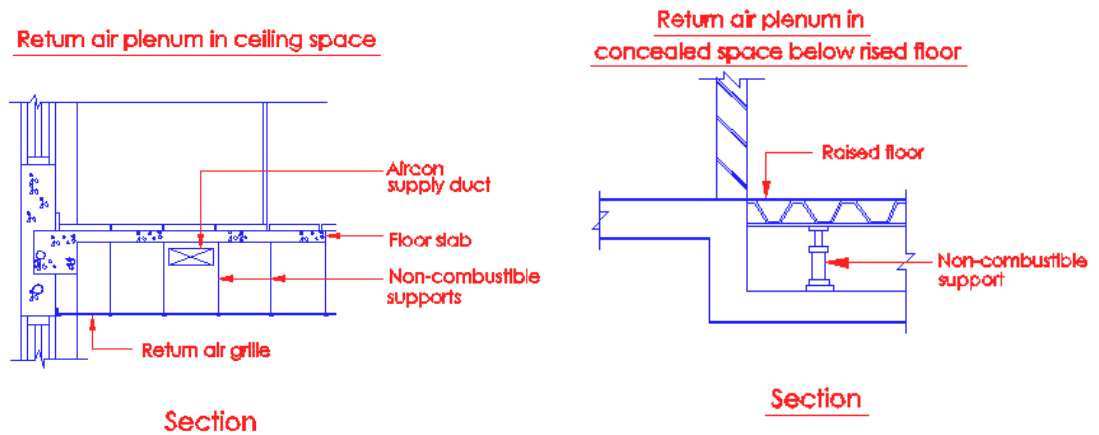 Return air plenum in ceiling space
Aircon
supply duct
Floor slab
Non-combustible
supports
Return air grille
Section
Return air plenum in
concealed space below rised floor
Raised floor
Non-combustible
support
Section